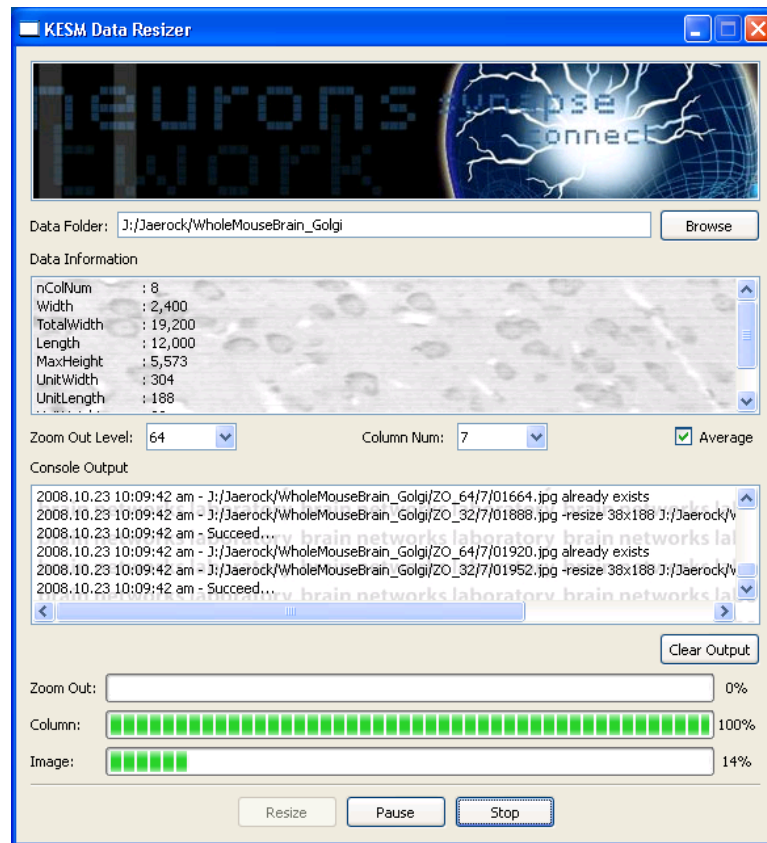 KESM Data Resizer
neurons synapse
connect
twork
Data Folder: J:/Jaerock/WholeMouseBrain_Golgi Browse
Data Information
nColNum : 8
Width : 2,400
TotalWidth : 19,200
Length : 12,000
MaxHeight : 5,573
UnitWidth : 304
UnitLength : 188
Zoom Out Level: 64 Column Num: 7 Average
Console Output
2008.10.23 10:09:42 am - J:/Jaerock/WholeMouseBrain_Golgi/ZO_64/7/01664.jpg already exists
2008.10.23 10:09:42 am - J:/Jaerock/WholeMouseBrain_Golgi/ZO_32/7/01888.jpg -resize 38x188 J:/Jaerock/W
2008.10.23 10:09:42 am - Succeed...
2008.10.23 10:09:42 am - J:/Jaerock/WholeMouseBrain_Golgi/ZO_64/7/01920.jpg already exists
2008.10.23 10:09:42 am - J:/Jaerock/WholeMouseBrain_Golgi/ZO_32/7/01952.jpg -resize 38x188 J:/Jaerock/W
2008.10.23 10:09:42 am - Succeed...
brain networks laboratory brain networks lab
Clear Output
Zoom Out: 0%
Column: 100%
Image: 14%
Resize Pause Stop